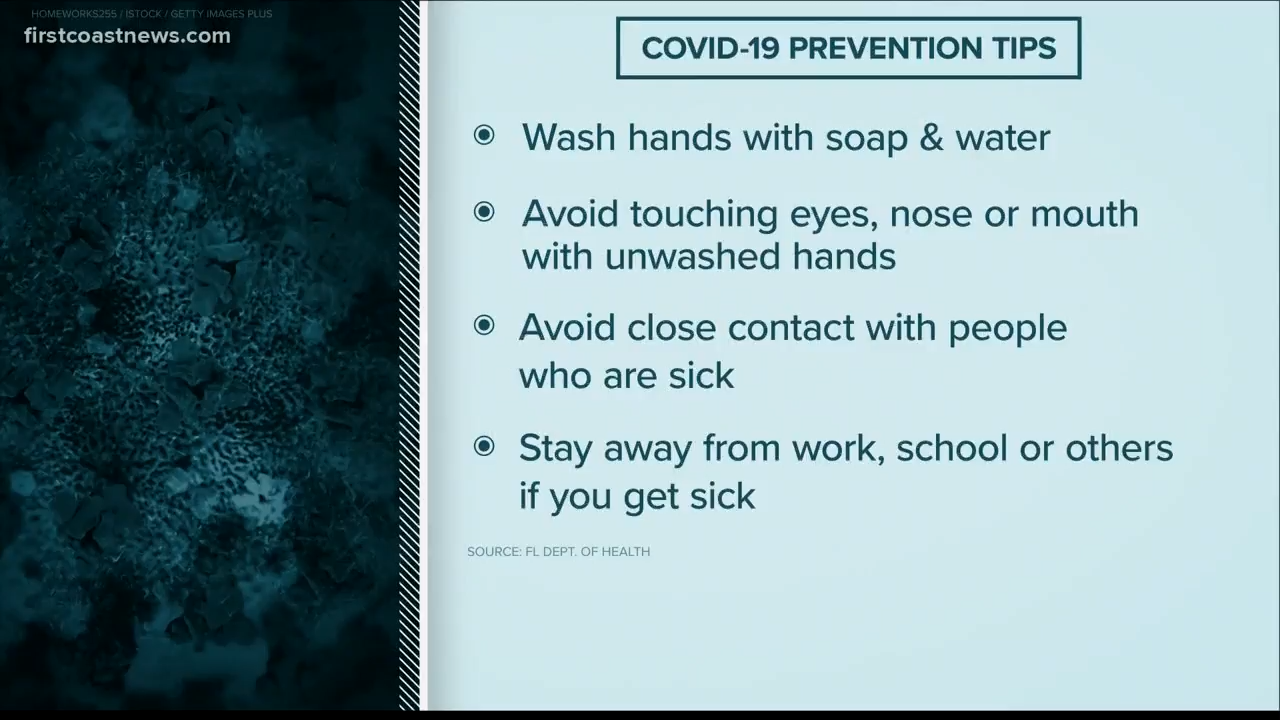 HOMEWORKS255 / ISTOCK / GETTY IMAGES PLUS
firstcoastnews.com
COVID-19 PREVENTION TIPS
Wash hands with soap & water
Avoid touching eyes, nose or mouth
with unwashed hands
Avoid close contact with people
who are sick
Stay away from work, school or others
if you get sick
SOURCE: FL DEPT. OF HEALTH